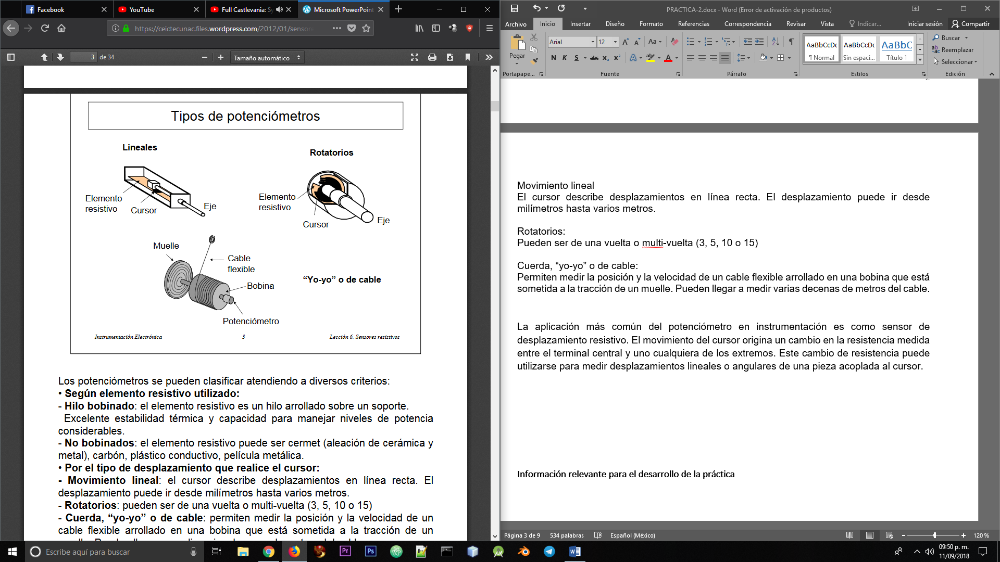 Facebook
YouTube
Full Castlevania: Sy
Microsoft PowerPoint
https://ceictecunac.files.wordpress.com/2012/01/sensor
3 de 34
Tamaño automático
Tipos de potenciómetros
Lineales
Rotatorios
Elemento
resistivo
Cursor
Eje
Elemento
resistivo
Cursor
Eje
Muelle
Cable
flexible
Bobina
"Yo-yo" o de cable
Potenciómetro
Instrumentación Electrónica
3
Lección 6. Sensores resistivos
Los potenciómetros se pueden clasificar atendiendo a diversos criterios:
• Según elemento resistivo utilizado:
- Hilo bobinado: el elemento resistivo es un hilo arrollado sobre un soporte.
Excelente estabilidad térmica y capacidad para manejar niveles de potencia
considerables.
- No bobinados: el elemento resistivo puede ser cermet (aleación de cerámica y
metal), carbón, plástico conductivo, película metálica.
• Por el tipo de desplazamiento que realice el cursor:
- Movimiento lineal: el cursor describe desplazamientos en línea recta. El
desplazamiento puede ir desde milímetros hasta varios metros.
- Rotatorios: pueden ser de una vuelta o multi-vuelta (3, 5, 10 o 15)
- Cuerda, "yo-yo" o de cable: permiten medir la posición y la velocidad de un
cable flexible arrollado en una bobina que está sometida a la tracción de un
PRACTICA-2.docx - Word (Error de activación de productos)
Archivo
Inicio
Insertar
Diseño
Formato
Referencias
Correspondencia
Revisar
Vista
Indicar...
Iniciar sesión
Compartir
Pegar
Portapape...
Arial
12
Aa
N K S abc x₂ x²
Fuente
Párrafo
AaBbCcDc
¶ Normal
AaBbCcDc
Sin espaci...
AaBbC
Título 1
Estilos
Buscar
Reemplazar
Seleccionar
Edición
Movimiento lineal
El cursor describe desplazamientos en línea recta. El desplazamiento puede ir desde
milímetros hasta varios metros.
Rotatorios:
Pueden ser de una vuelta o multi-vuelta (3, 5, 10 o 15)
Cuerda, “yo-yo” o de cable:
Permiten medir la posición y la velocidad de un cable flexible arrollado en una bobina que está
sometida a la tracción de un muelle. Pueden llegar a medir varias decenas de metros del cable.
La aplicación más común del potenciómetro en instrumentación es como sensor de
desplazamiento resistivo. El movimiento del cursor origina un cambio en la resistencia medida
entre el terminal central y uno cualquiera de los extremos. Este cambio de resistencia puede
utilizarse para medir desplazamientos lineales o angulares de una pieza acoplada al cursor.
Información relevante para el desarrollo de la práctica
Página 3 de 9
534 palabras
Español (México)
120 %
Escribe aquí para buscar
09:50 p. m.
11/09/2018